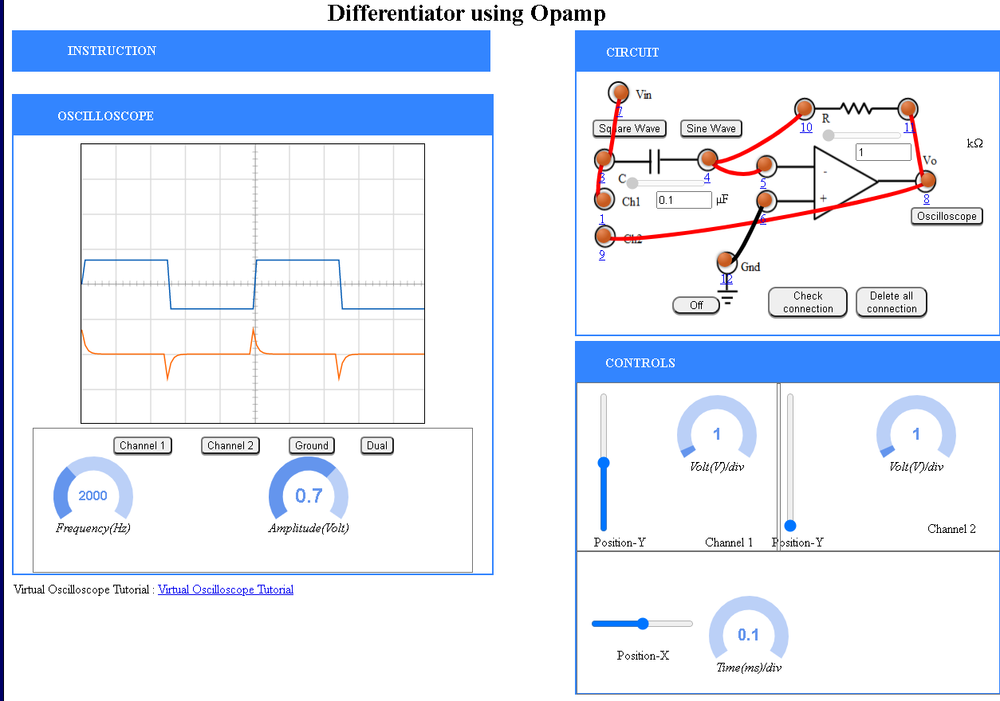 Differentiator using Opamp
INSTRUCTION
OSCILLOSCOPE
Channel 1
Channel 2
Ground
Dual
2000
0.7
Frequency(Hz)
Amplitude(Volt)
Virtual Oscilloscope Tutorial : Virtual Oscilloscope Tutorial
CIRCUIT
Vin
7
Square Wave
Sine Wave
10
R
11
kΩ
1
3
C
4
5
-
Vo
Ch1
0.1
μF
+
8
1
6
Oscilloscope
Ch2
9
Gnd
12
Off
Check connection
Delete all connection
CONTROLS
1
Volt(V)/div
Position-Y
Channel 1
1
Volt(V)/div
Channel 2
Position-Y
Position-X
0.1
Time(ms)/div